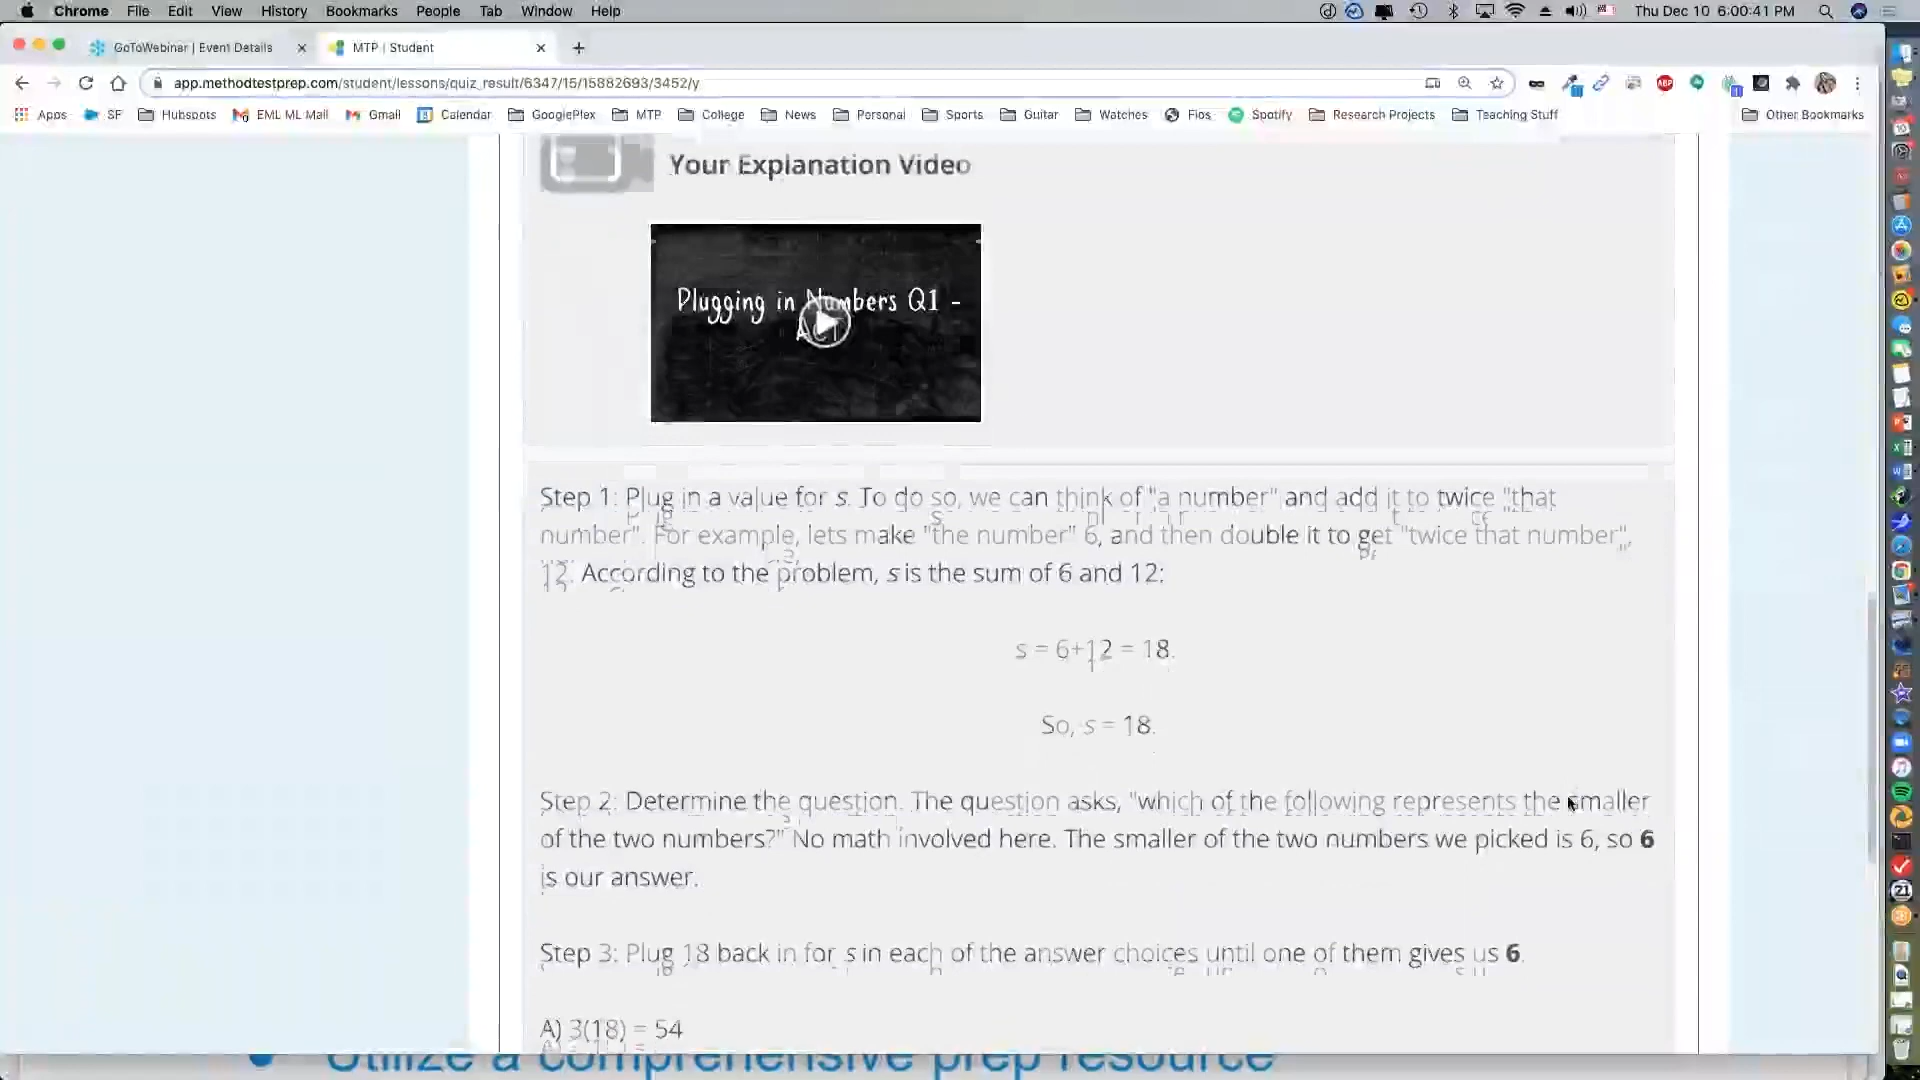 Chrome File Edit View History Bookmarks People Tab Window Help
Thu Dec 10 6:00:41 PM
GoToWebinar | Event Details
MTP | Student
app.methodtestprep.com/student/lessons/quiz_result/6347/15/15882693/3452/y
Apps SF Hubspots EML ML Mail Gmail Calendar GooglePlex MTP College News Personal Sports Guitar Watches Fios Spotify Research Projects Teaching Stuff Other Bookmarks
Your Explanation Video
Plugging in Numbers Q1 -
ACT
Step 1: Plug in a value for s. To do so, we can think of "a number" and add it to twice "that
number". For example, lets make "the number" 6, and then double it to get "twice that number",
12. According to the problem, s is the sum of 6 and 12:
s = 6+12 = 18.
So, s = 18.
Step 2: Determine the question. The question asks, "which of the following represents the smaller
of the two numbers?" No math involved here. The smaller of the two numbers we picked is 6, so 6
is our answer.
Step 3: Plug 18 back in for s in each of the answer choices until one of them gives us 6.
A) 3(18) = 54
Utilize a comprehensive prep resource